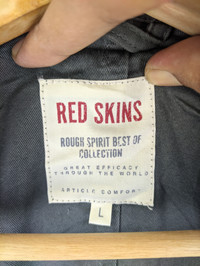 RED SKINS
ROUGH SPIRIT BEST OF
COLLECTION
GREAT EFFICACY
THROUGH THE WORLD
ARTICLE COMFORT
L